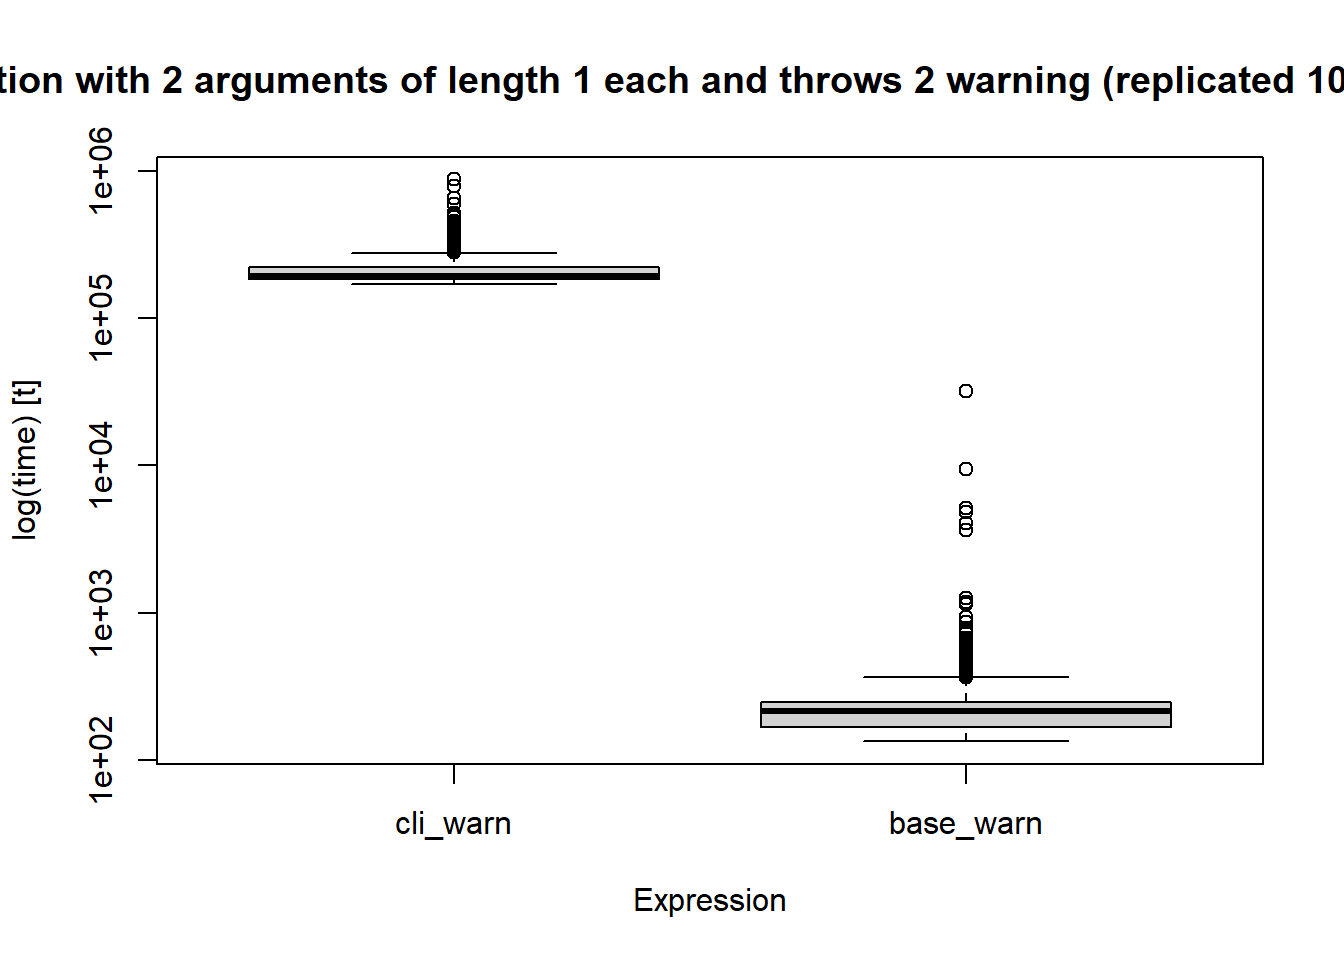 tion with 2 arguments of length 1 each and throws 2 warning (replicated 10
1e+06
1e+05
1e+04
1e+03
1e+02
log(time) [t]
cli_warn
base_warn
Expression